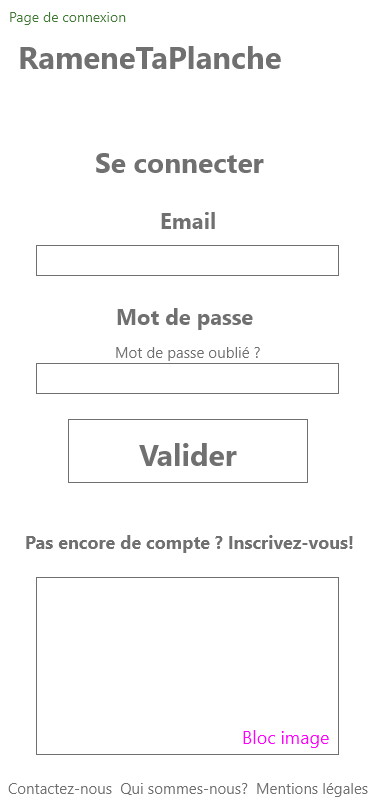 Page de connexion
RameneTaPlanche
Se connecter
Email
Mot de passe
Mot de passe oublié ?
Valider
Pas encore de compte ? Inscrivez-vous!
Bloc image
Contactez-nous Qui sommes-nous? Mentions légales